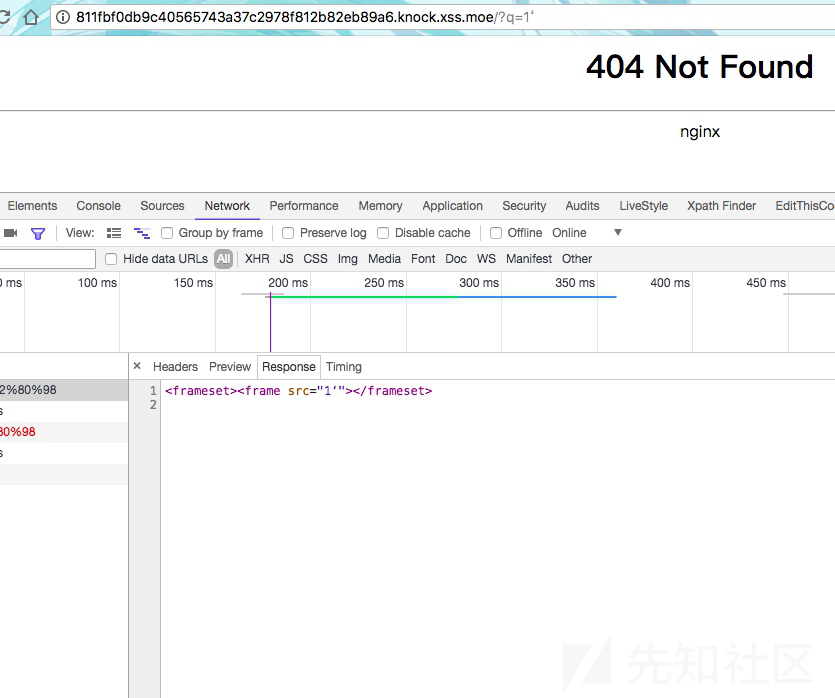 811fbf0db9c40565743a37c2978f812b82eb89a6.knock.xss.moe/?q=1‘
404 Not Found
nginx
Elements Console Sources Network Performance Memory Application Security Audits LiveStyle Xpath Finder EditThisCo
View: Group by frame Preserve log Disable cache Offline Online ▼
Hide data URLs All XHR JS CSS Img Media Font Doc WS Manifest Other
0 ms 100 ms 150 ms 200 ms 250 ms 300 ms 350 ms 400 ms 450 ms
× Headers Preview Response Timing
2%80%98
s
80%98
s
1 <frameset><frame src="1‘"></frameset>
2
先知社区